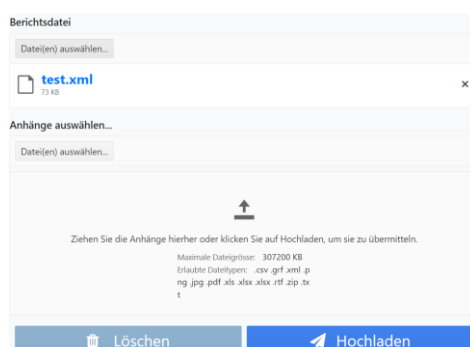 Berichtsdatei
Datei(en) auswählen...
test.xml
73 KB
Anhänge auswählen...
Datei(en) auswählen...
Ziehen Sie die Anhänge hierher oder klicken Sie auf Hochladen, um sie zu übermitteln.
Maximale Dateigrösse: 307200 KB
Erlaubte Dateitypen: .csv .grf .xml .p
ng .jpg .pdf .xls .xlsx .xlsx .rtf .zip .tx
t
Löschen
Hochladen